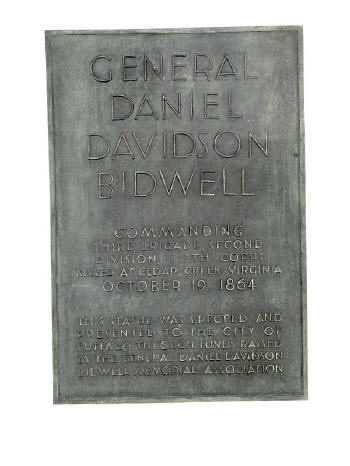 GENERAL
DANIEL
DAVIDSON
BIDWELL
COMMANDING
THIRD BRIGADE, SECOND
DIVISION, SIXTH CORPS
KILLED AT CEDAR CREEK, VIRGINIA
OCTOBER 19, 1864
THIS STATUE WAS ERECTED AND
PRESENTED TO THE CITY OF
BUFFALO THROUGH FUNDS RAISED
BY THE GENERAL DANIEL DAVIDSON
BIDWELL MEMORIAL ASSOCIATION